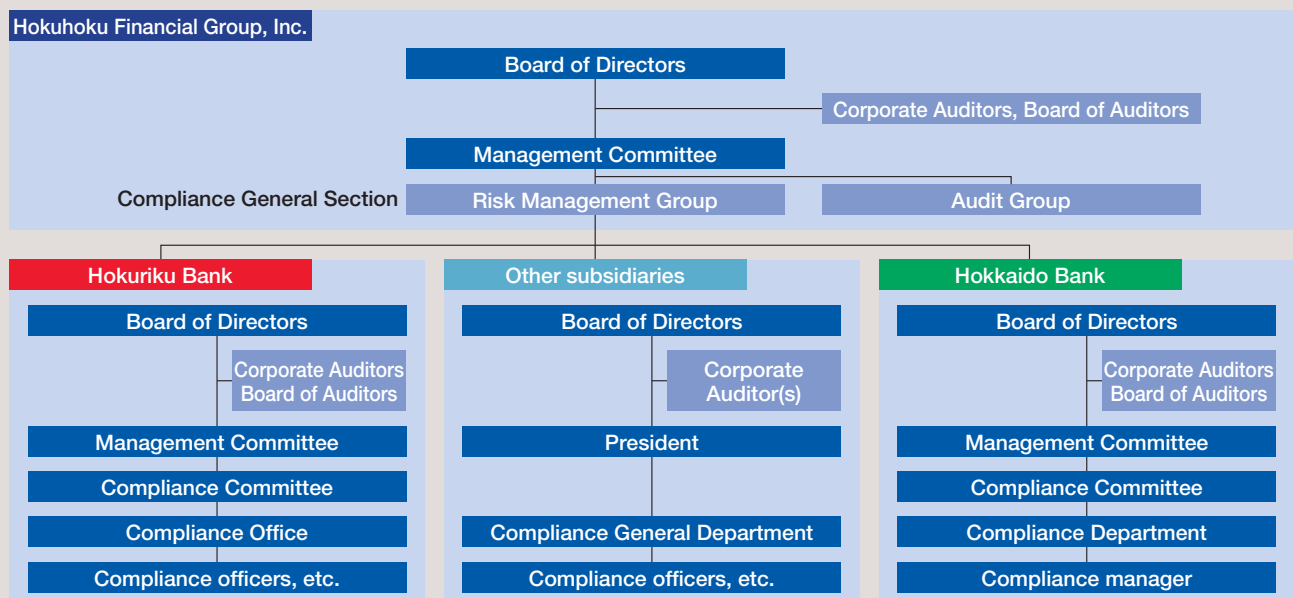 Hokuhoku Financial Group, Inc.
Board of Directors
Corporate Auditors, Board of Auditors
Management Committee
Compliance General Section
Risk Management Group
Audit Group
Hokuriku Bank
Board of Directors
Corporate Auditors
Board of Auditors
Management Committee
Compliance Committee
Compliance Office
Compliance officers, etc.
Other subsidiaries
Board of Directors
Corporate
Auditor(s)
President
Compliance General Department
Compliance officers, etc.
Hokkaido Bank
Board of Directors
Corporate Auditors
Board of Auditors
Management Committee
Compliance Committee
Compliance Department
Compliance manager